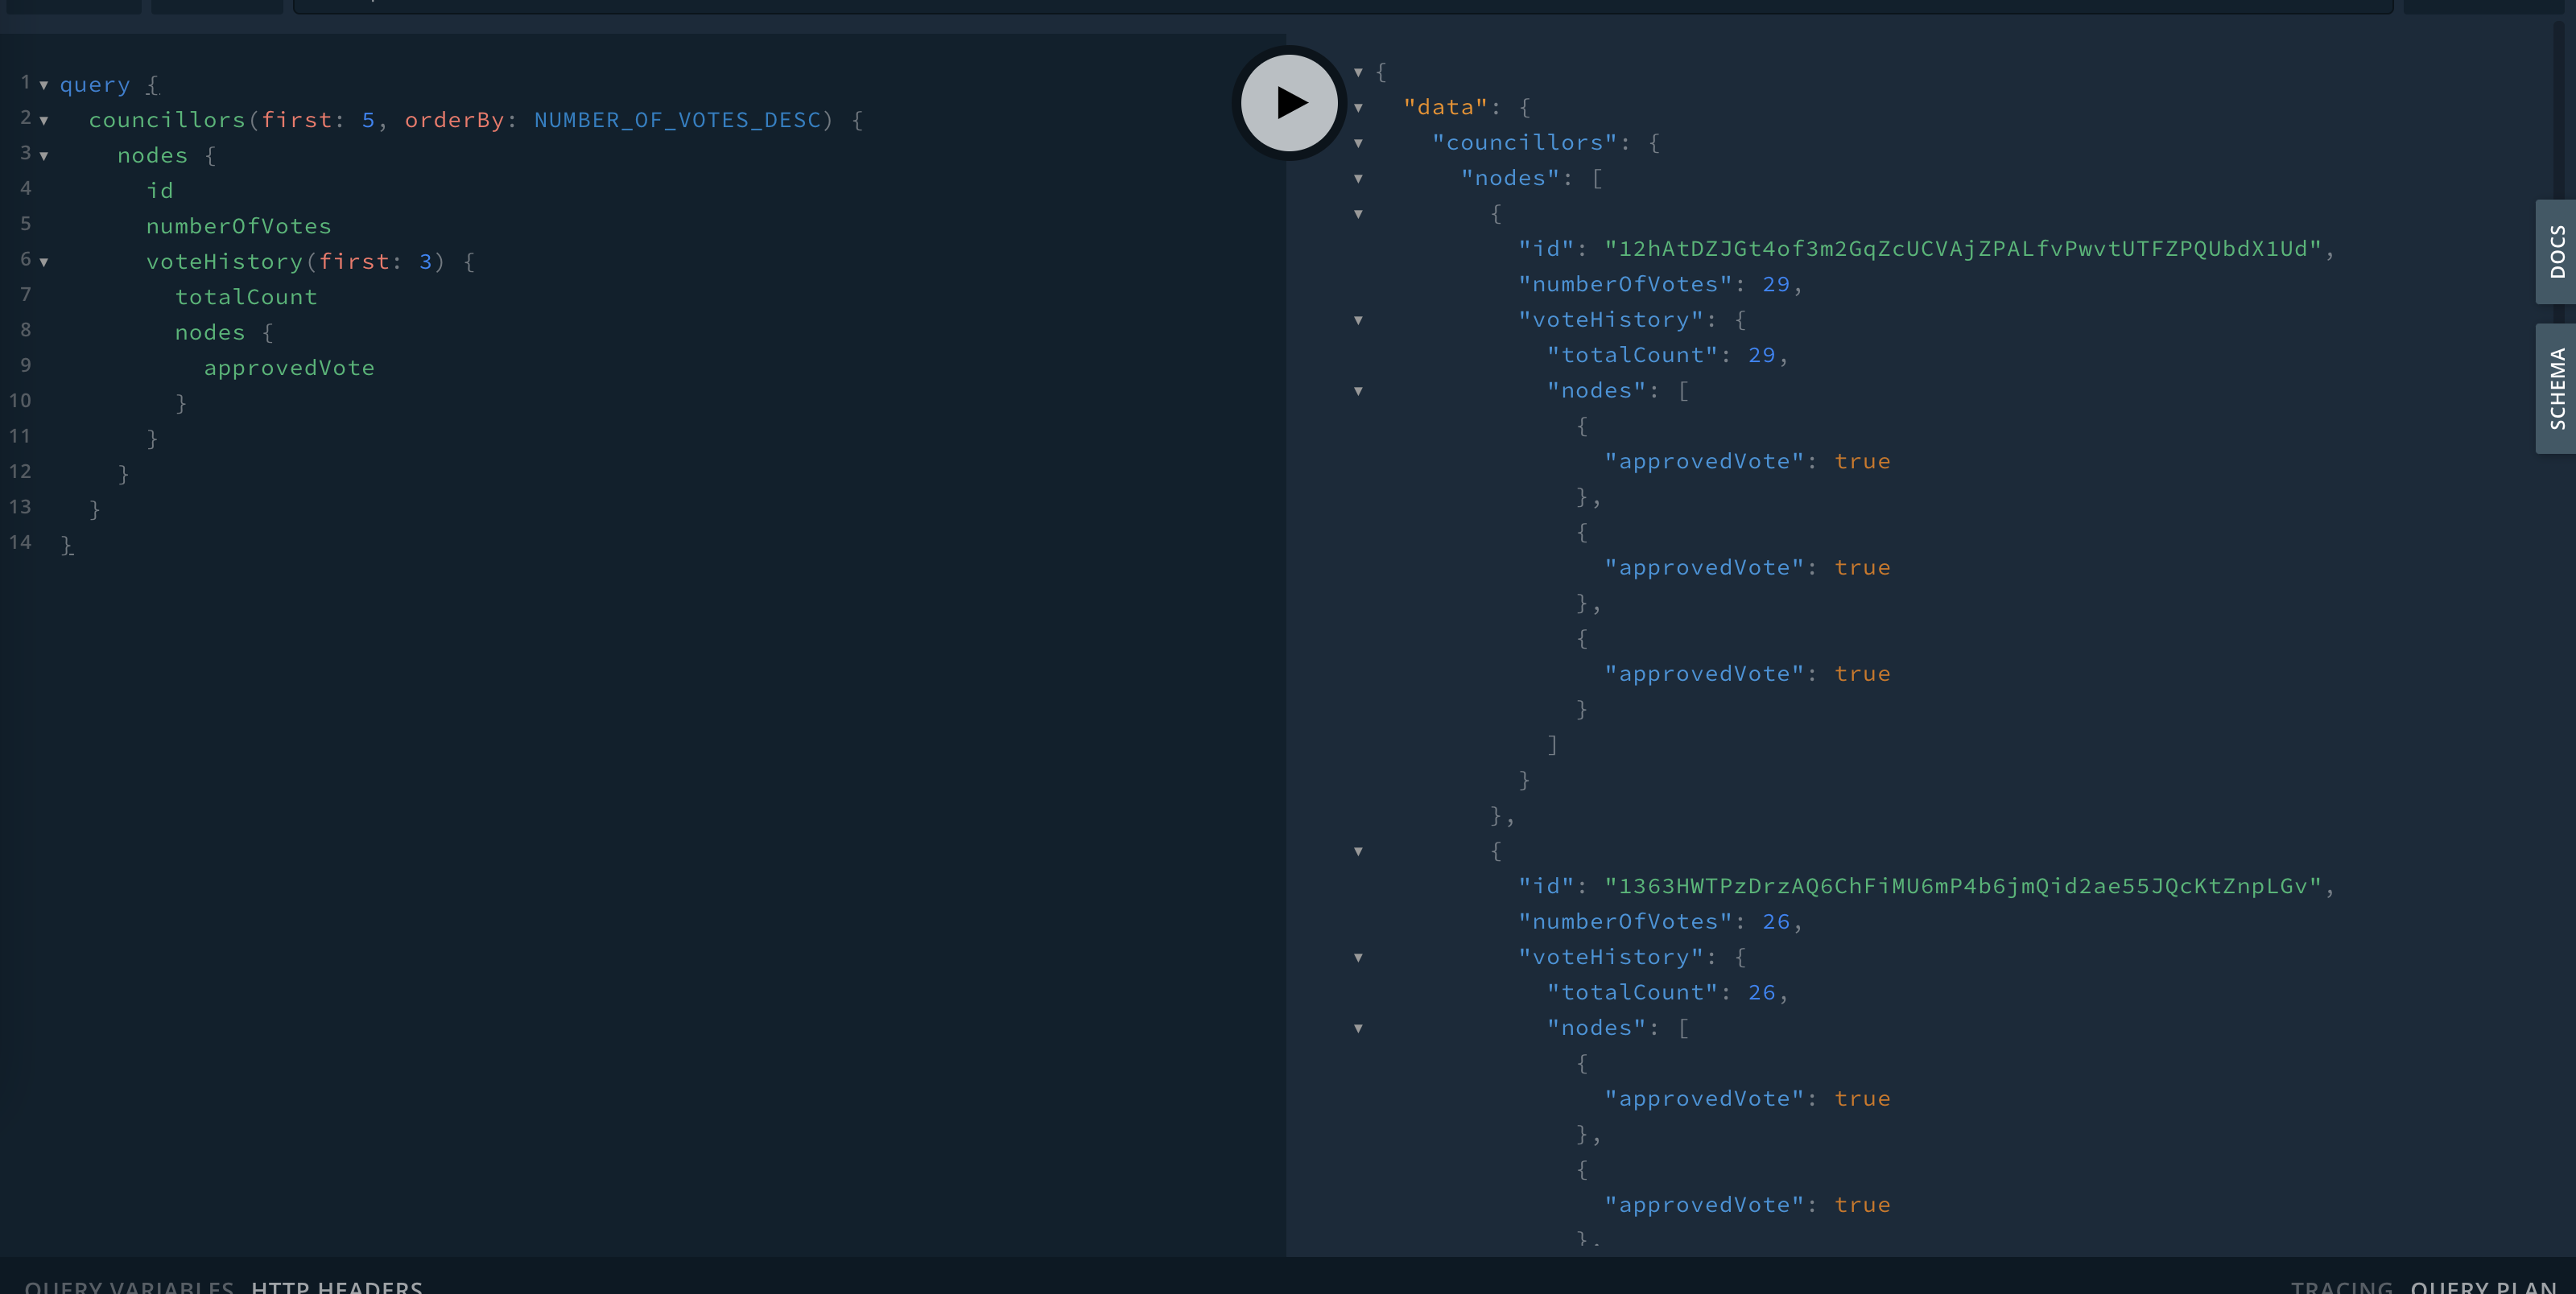 1 query {
2 councillors(first: 5, orderBy: NUMBER_OF_VOTES_DESC) {
3 nodes {
4 id
5 numberOfVotes
6 voteHistory(first: 3) {
7 totalCount
8 nodes {
9 approvedVote
10 }
11 }
12 }
13 }
14 }
{
"data": {
"councillors": {
"nodes": [
{
"id": "12hAtDZJGt4of3m2GqZcUCVAjZPALfvPwvtUTFZPQUbdX1Ud",
"numberOfVotes": 29,
"voteHistory": {
"totalCount": 29,
"nodes": [
{
"approvedVote": true
},
{
"approvedVote": true
},
{
"approvedVote": true
}
]
}
},
{
"id": "1363HWTPzDrzAQ6ChFiMU6mP4b6jmQid2ae55JQcKtZnpLGv",
"numberOfVotes": 26,
"voteHistory": {
"totalCount": 26,
"nodes": [
{
"approvedVote": true
},
{
"approvedVote": true
},
DOCS
SCHEMA
QUERY VARIABLES HTTP HEADERS
TRACING QUERY PLAN